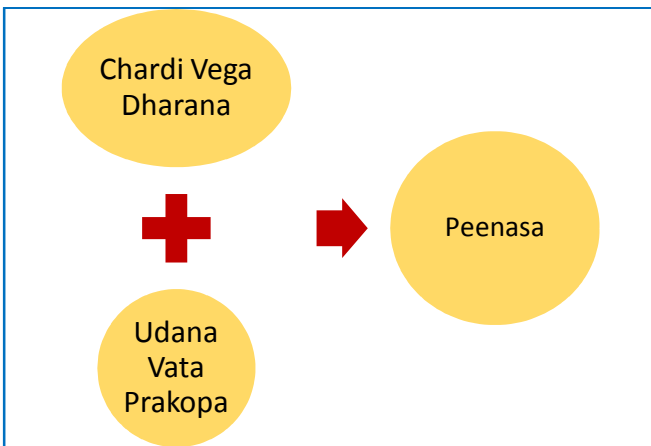 Chardi Vega
Dharana
Udana
Vata
Prakopa
Peenasa